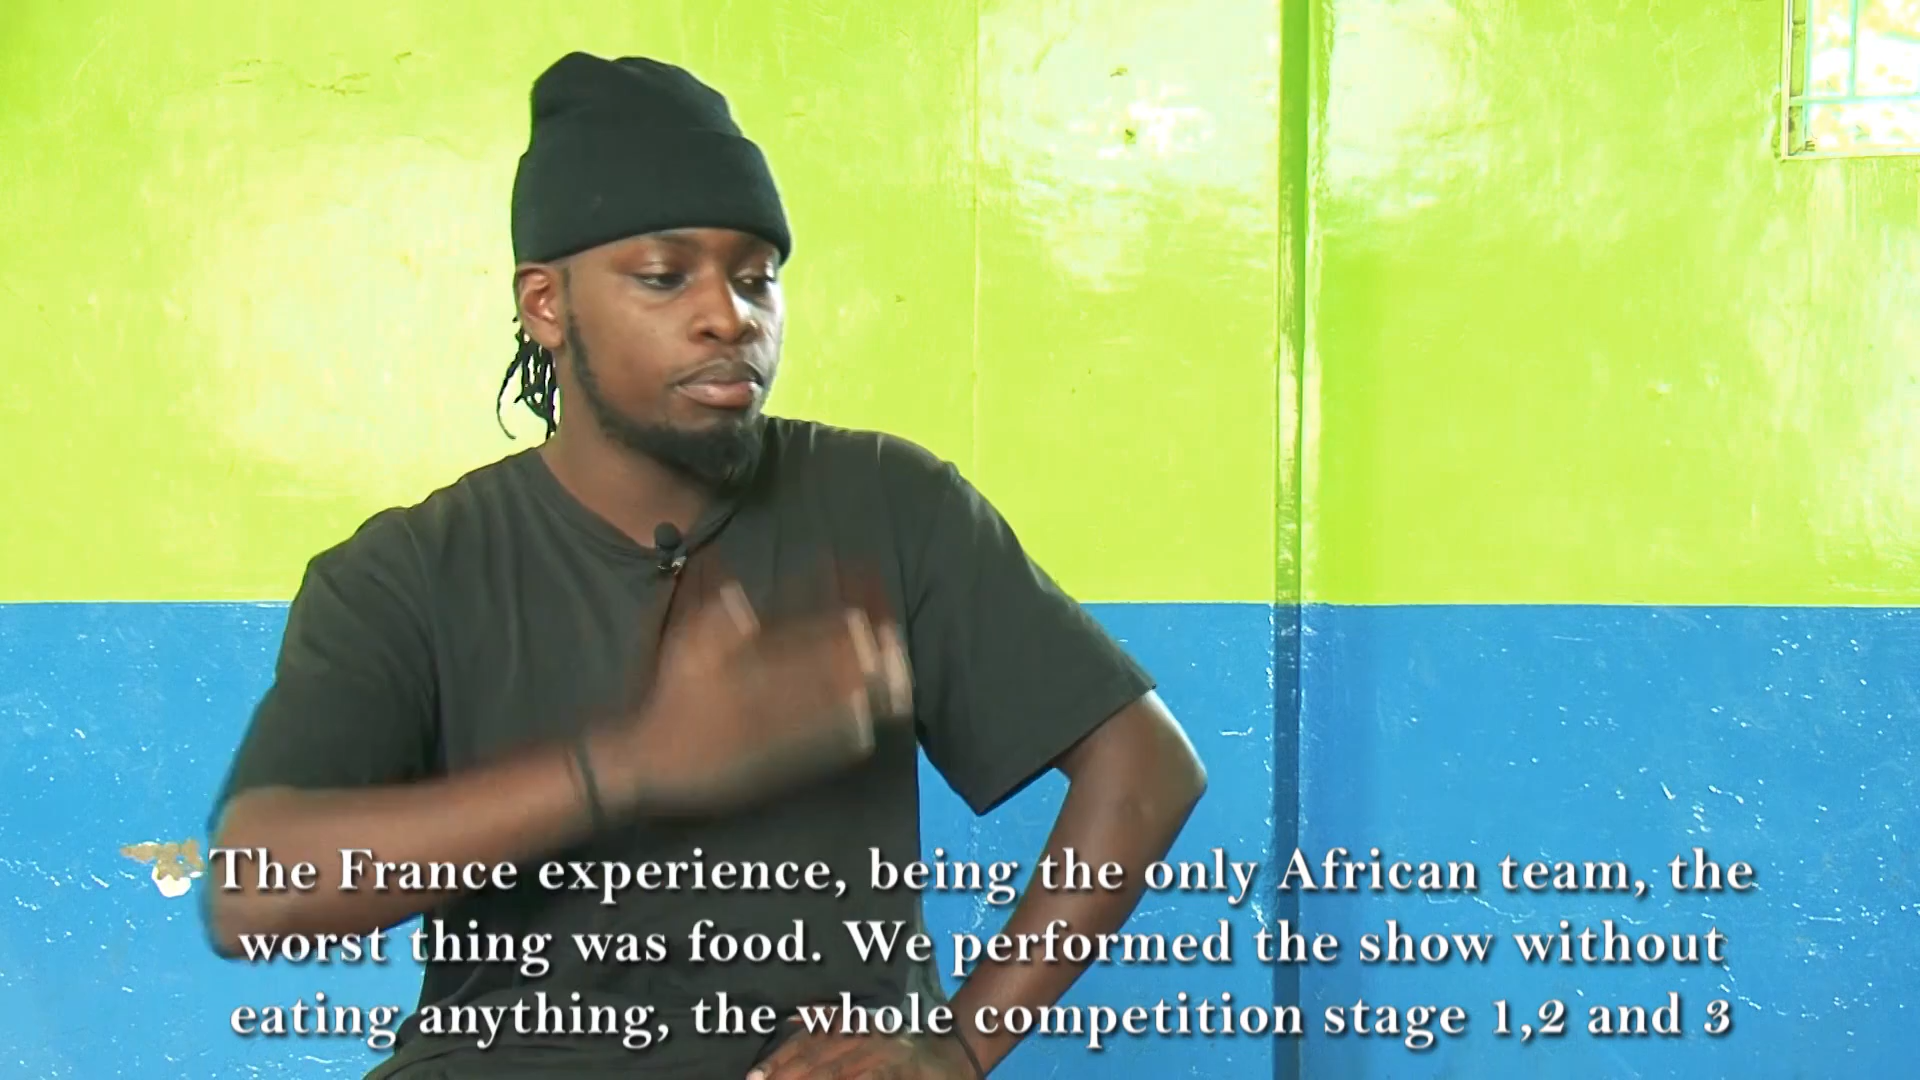 The France experience, being the only African team, the
worst thing was food. We performed the show without
eating anything, the whole competition stage 1,2 and 3